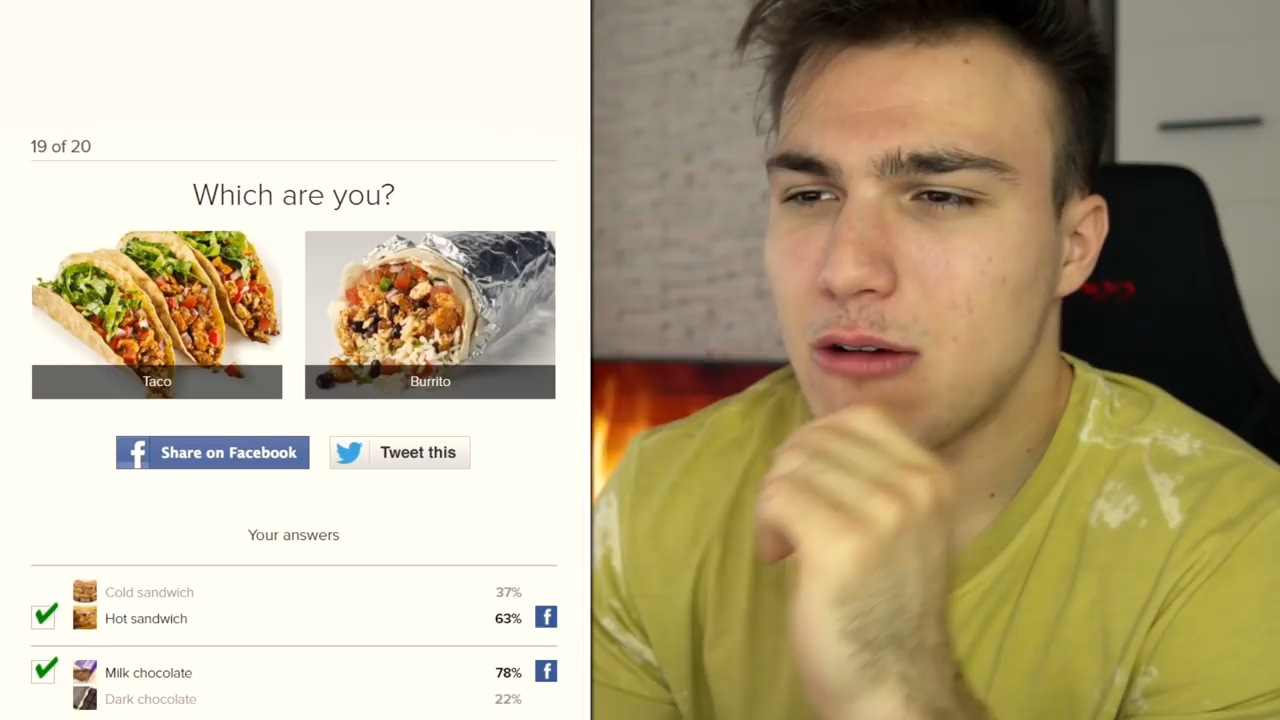 19 of 20
Which are you?
Taco
Burrito
Share on Facebook
Tweet this
Your answers
Cold sandwich 37%
Hot sandwich 63%
Milk chocolate 78%
Dark chocolate 22%